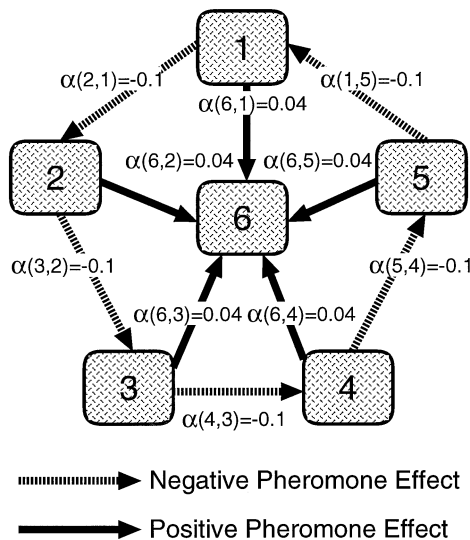 1
α(2,1)=-0.1
α(1,5)=-0.1
α(6,1)=0.04
2
α(6,2)=0.04
α(6,5)=0.04
5
6
α(3,2)=-0.1
α(5,4)=-0.1
α(6,3)=0.04
α(6,4)=0.04
3
4
α(4,3)=-0.1
Negative Pheromone Effect
Positive Pheromone Effect